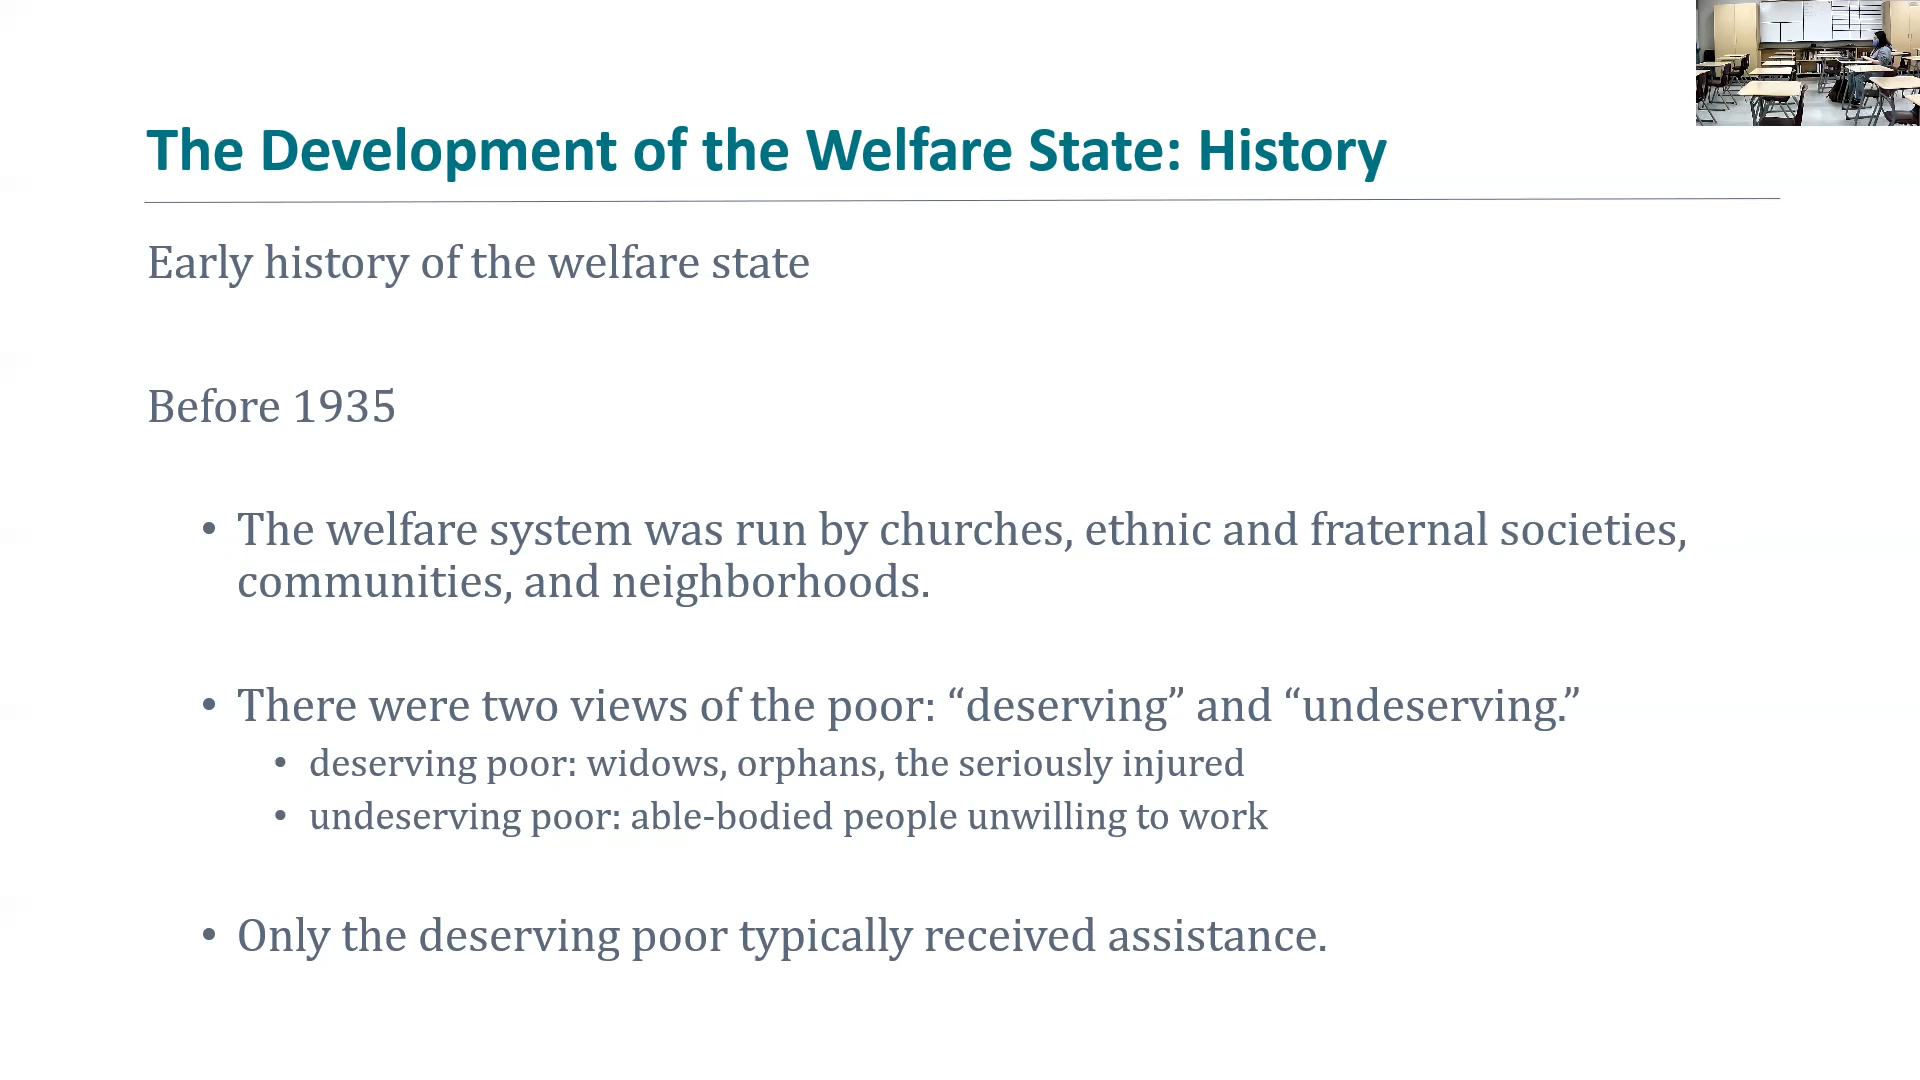 The Development of the Welfare State: History
Early history of the welfare state
Before 1935
• The welfare system was run by churches, ethnic and fraternal societies,
communities, and neighborhoods.
• There were two views of the poor: “deserving” and “undeserving.”
• deserving poor: widows, orphans, the seriously injured
• undeserving poor: able-bodied people unwilling to work
• Only the deserving poor typically received assistance.